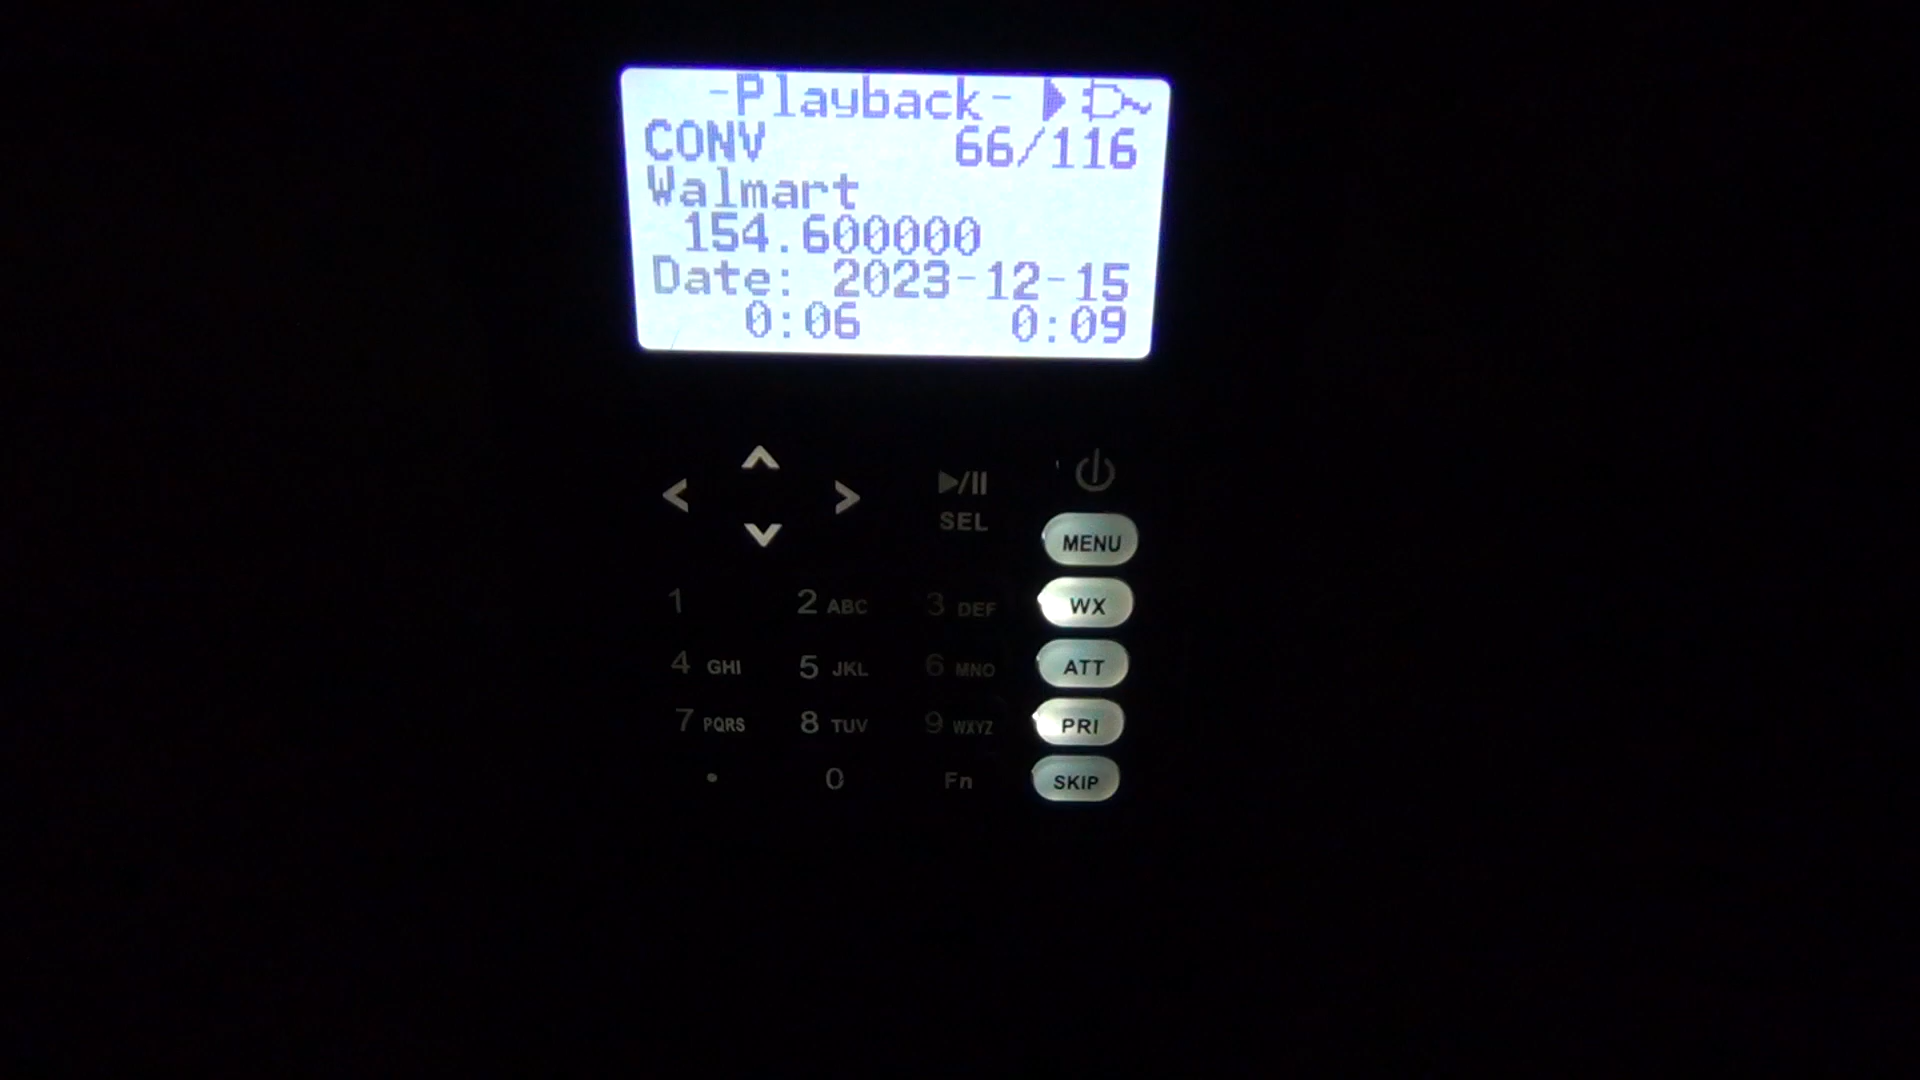 -Playback-
CONV 66/116
Walmart
154.600000
Date: 2023-12-15
0:06 0:09
SEL
MENU
1 2 ABC 3 DEF WX
4 GHI 5 JKL 6 MNO ATT
7 PQRS 8 TUV 9 WXYZ PRI
. 0 Fn SKIP